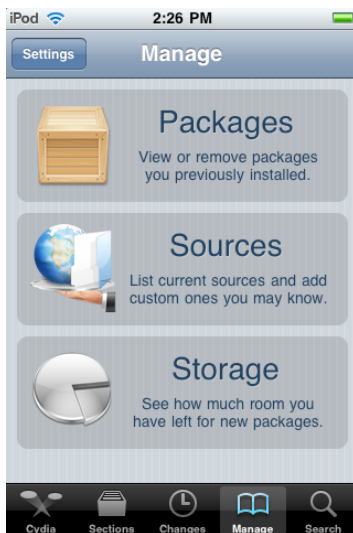 iPod 2:26 PM
Settings Manage
Packages
View or remove packages
you previously installed.
Sources
List current sources and add
custom ones you may know.
Storage
See how much room you
have left for new packages.
Cydia Sections Changes Manage Search